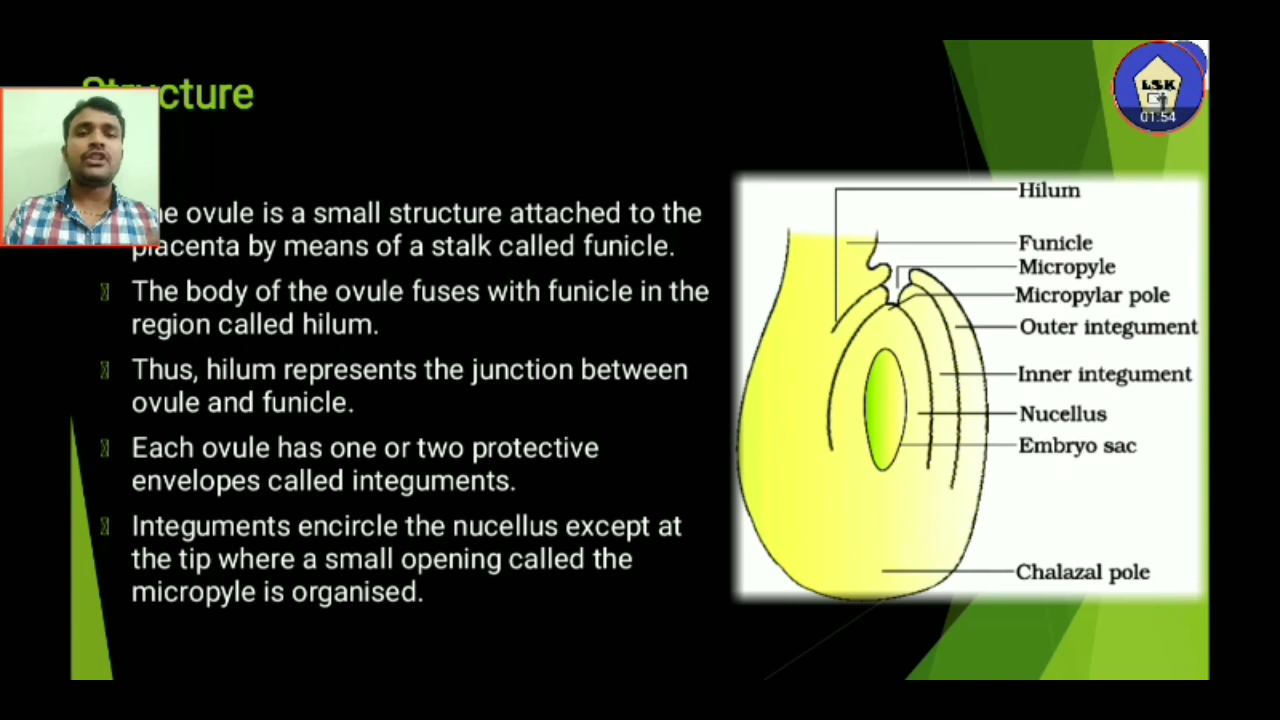 Structure
The ovule is a small structure attached to the
placenta by means of a stalk called funicle.
The body of the ovule fuses with funicle in the
region called hilum.
Thus, hilum represents the junction between
ovule and funicle.
Each ovule has one or two protective
envelopes called integuments.
Integuments encircle the nucellus except at
the tip where a small opening called the
micropyle is organised.
Hilum
Funicle
Micropyle
Micropylar pole
Outer integument
Inner integument
Nucellus
Embryo sac
Chalazal pole
LSK
01:54